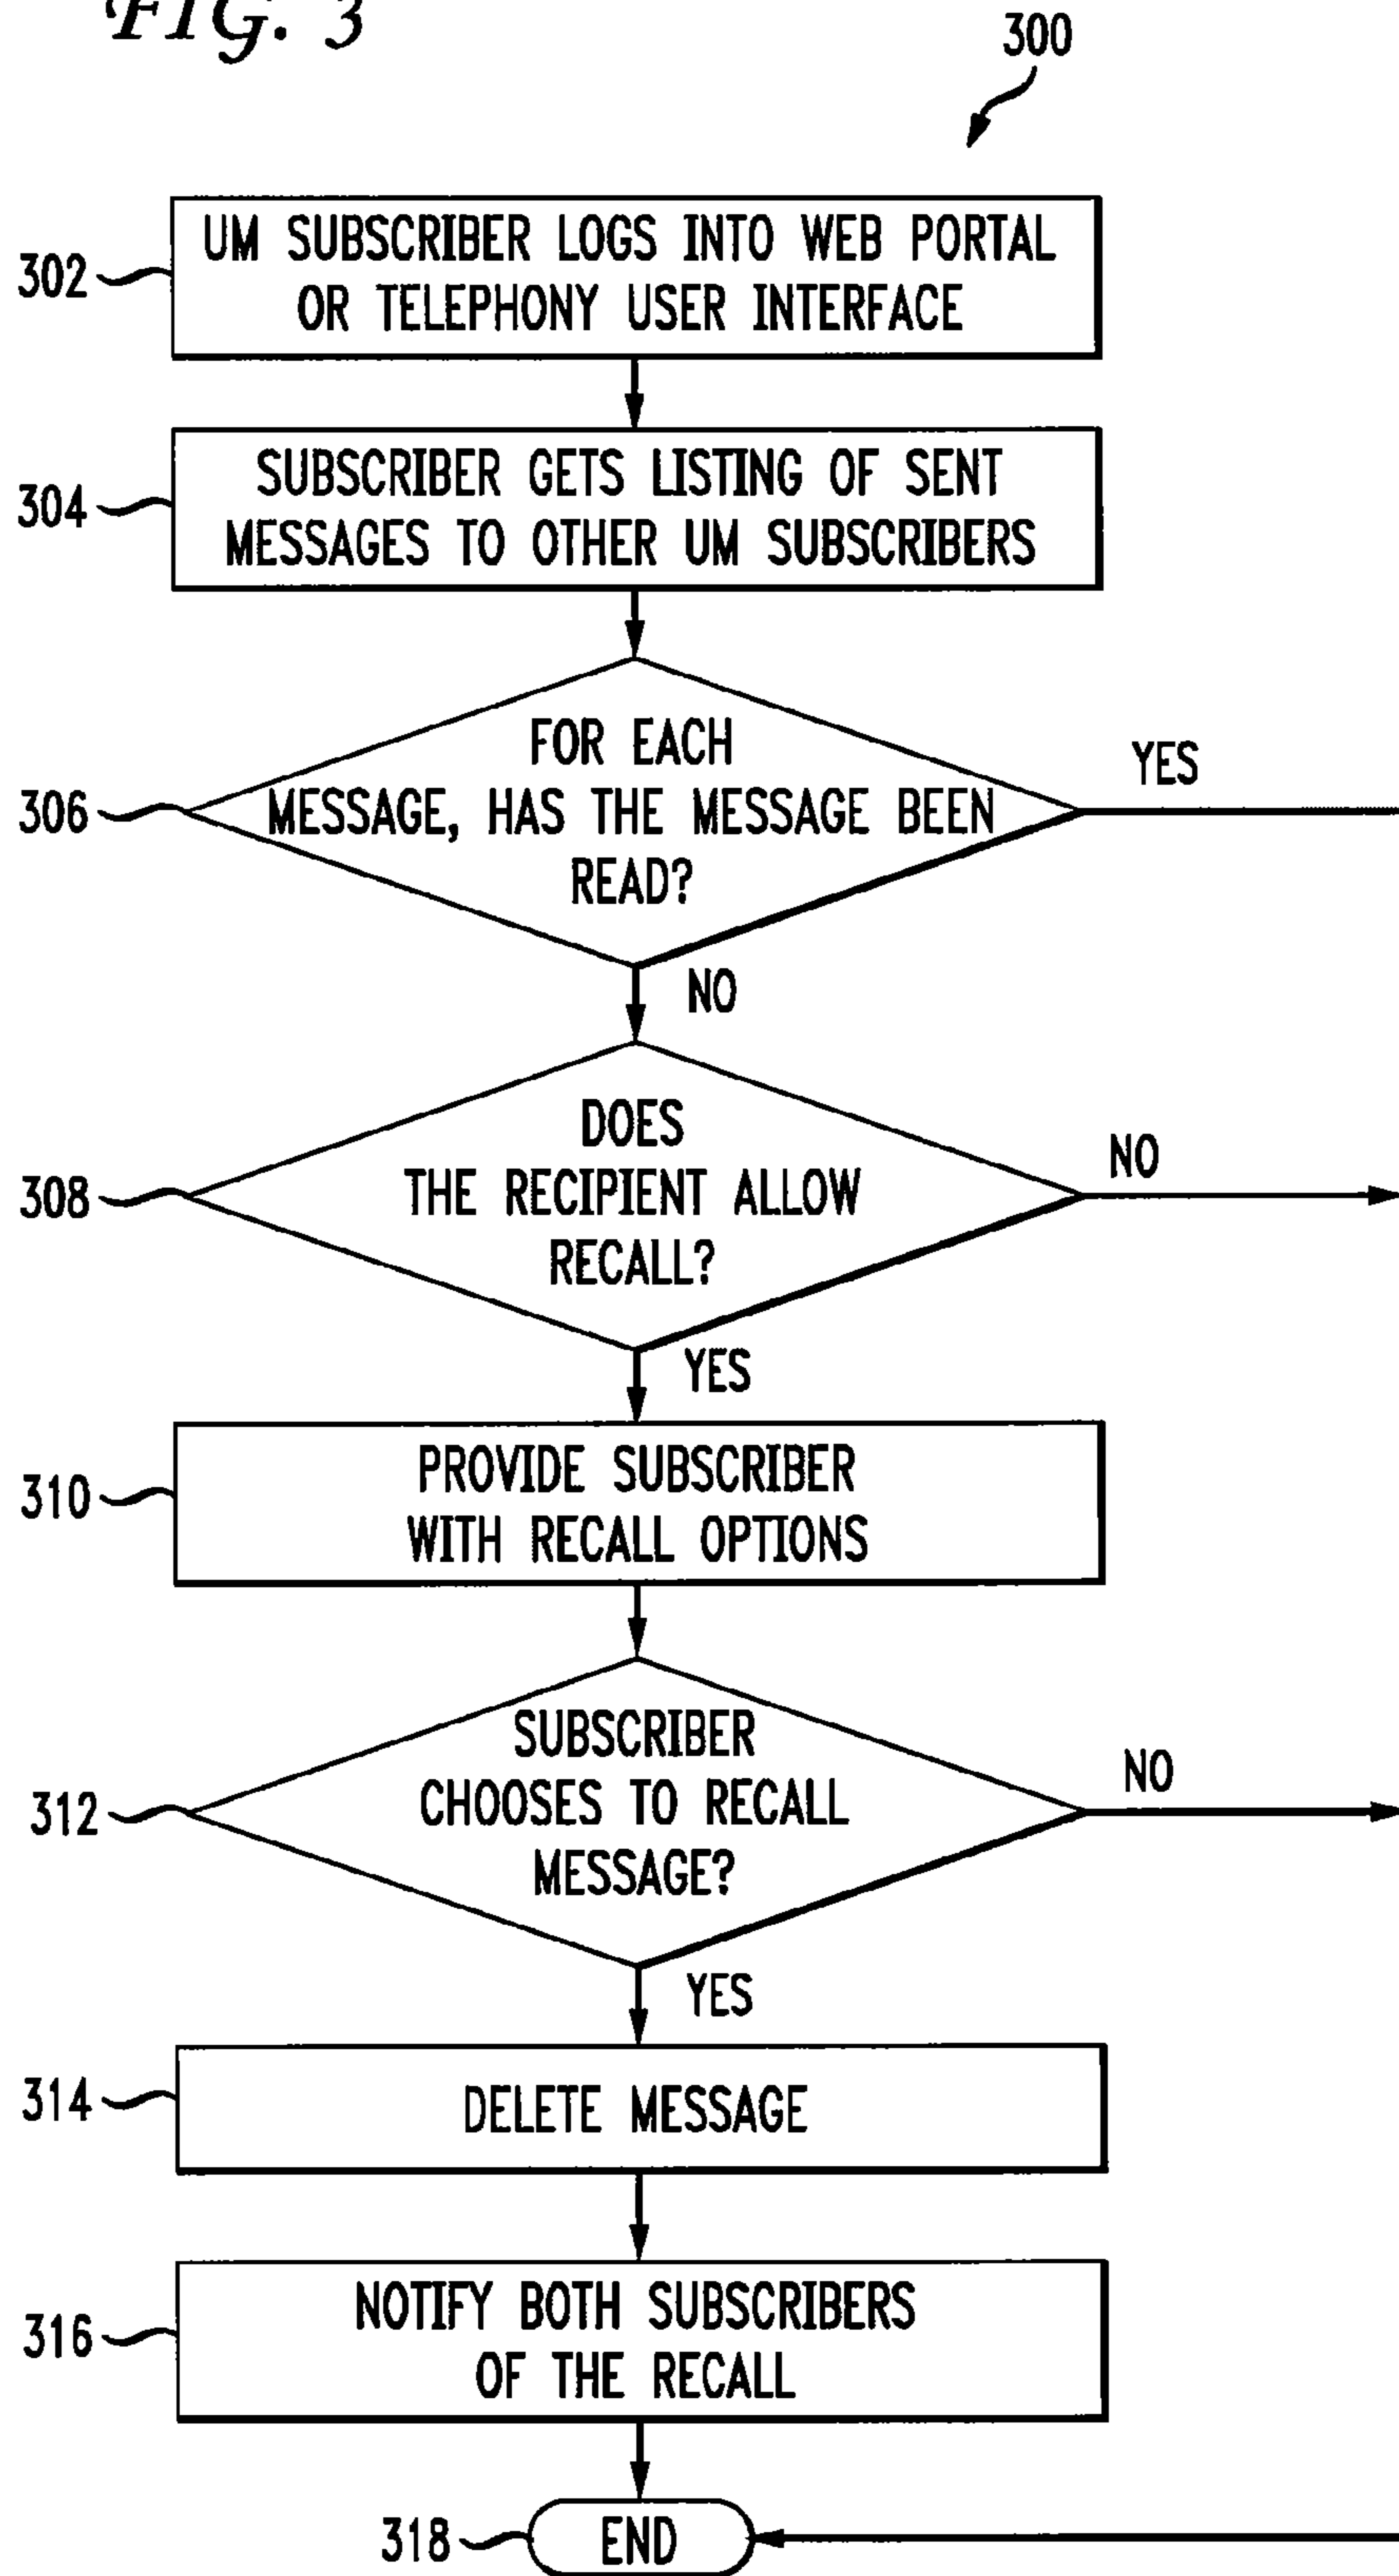 FIG. 3
300
302
UM SUBSCRIBER LOGS INTO WEB PORTAL
OR TELEPHONY USER INTERFACE
304
SUBSCRIBER GETS LISTING OF SENT
MESSAGES TO OTHER UM SUBSCRIBERS
306
FOR EACH
MESSAGE, HAS THE MESSAGE BEEN
READ?
YES
NO
308
DOES
THE RECIPIENT ALLOW
RECALL?
NO
YES
310
PROVIDE SUBSCRIBER
WITH RECALL OPTIONS
312
SUBSCRIBER
CHOOSES TO RECALL
MESSAGE?
NO
YES
314
DELETE MESSAGE
316
NOTIFY BOTH SUBSCRIBERS
OF THE RECALL
318
END